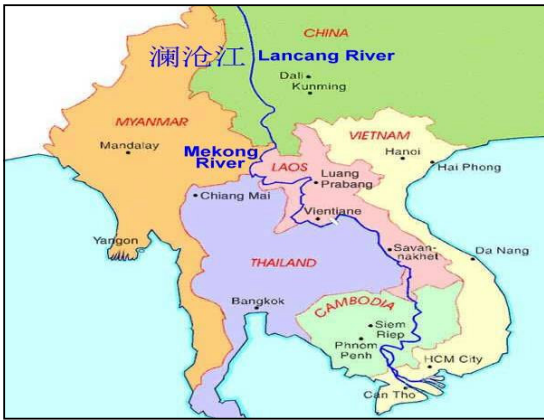 CHINA
澜沧江 Lancang River
Dali
Kunming
MYANMAR
VIETNAM
Mandalay
Mekong
River
LAOS
Hanoi
Hai Phong
Luang
Prabang
Chiang Mai
Vientiane
Yangon
Savan-
nakhet
Da Nang
THAILAND
Bangkok
CAMBODIA
Siem
Riep
Phnom
Penh
HCM City
Can Tho